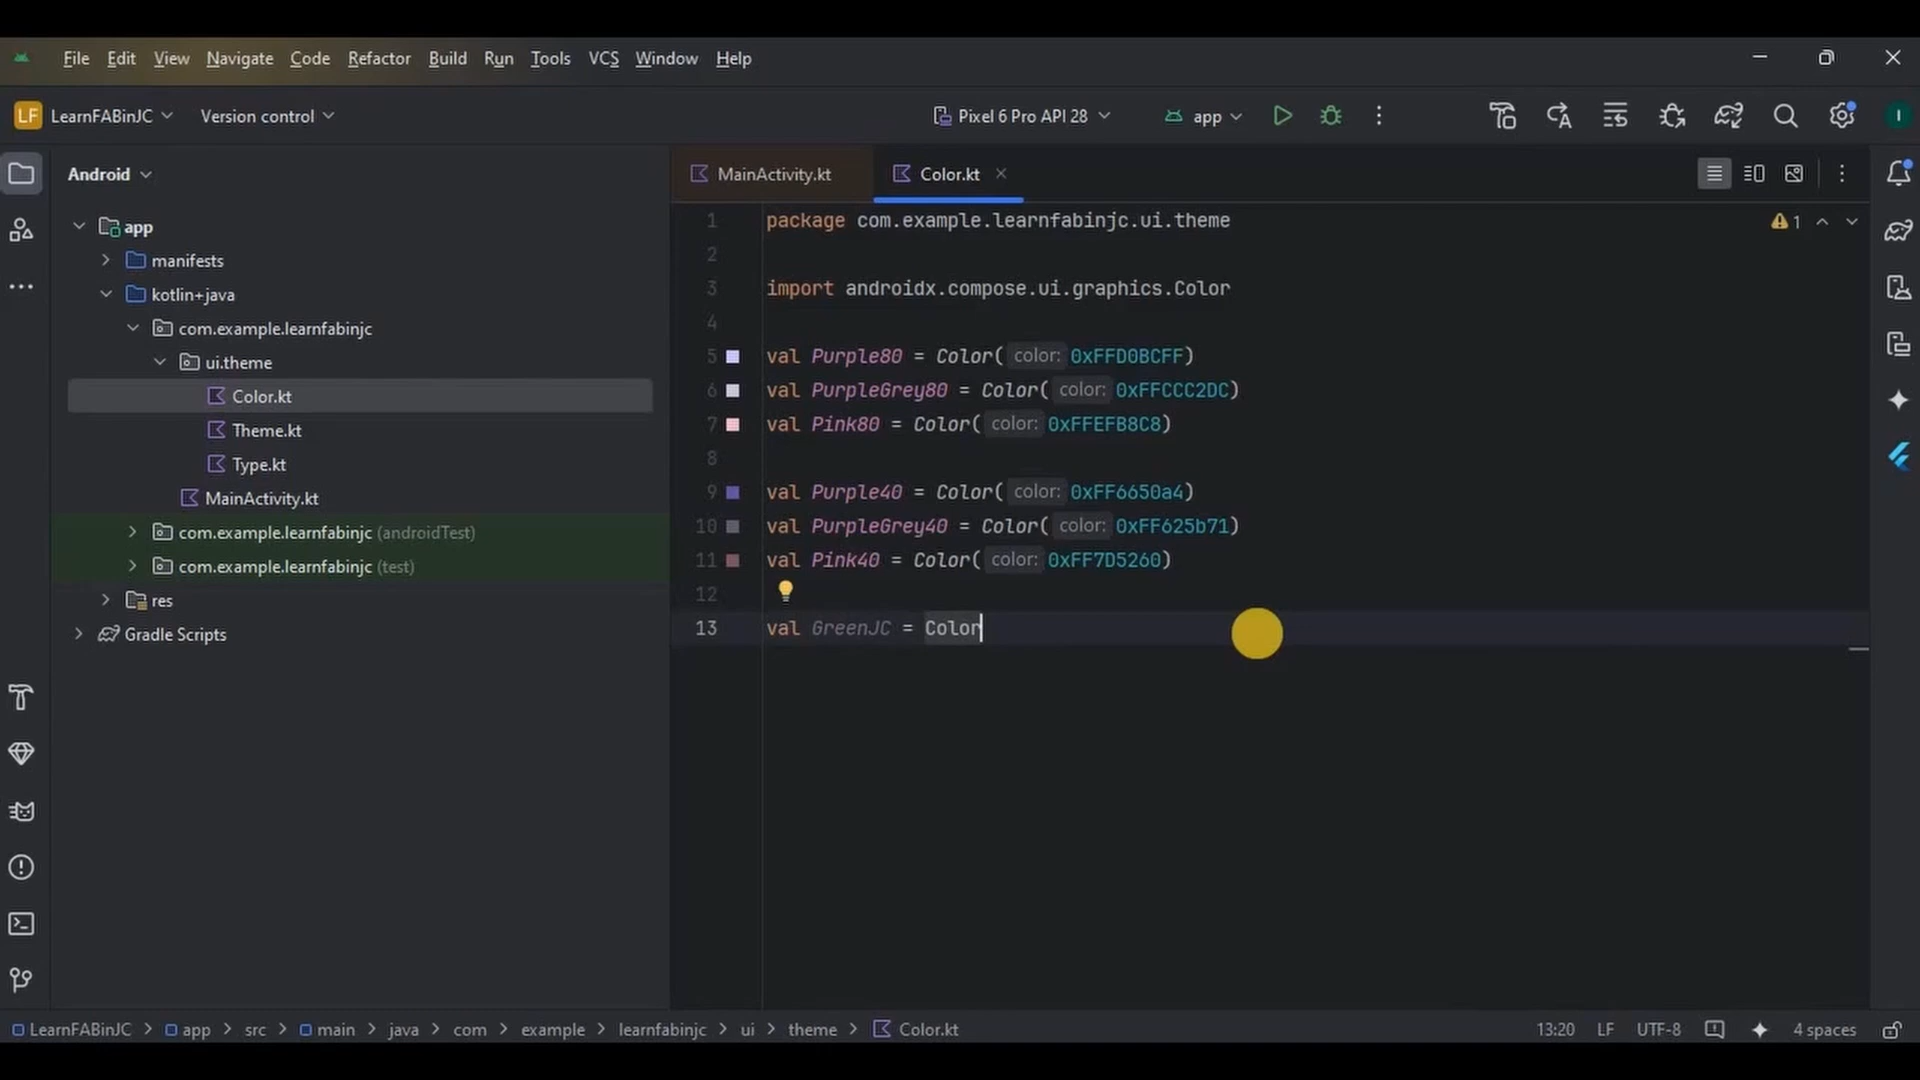 File Edit View Navigate Code Refactor Build Run Tools VCS Window Help
LF LearnFABinJC Version control Pixel 6 Pro API 28 app I
Android
app
manifests
kotlin+java
com.example.learnfabinjc
ui.theme
Color.kt
Theme.kt
Type.kt
MainActivity.kt
com.example.learnfabinjc (androidTest)
com.example.learnfabinjc (test)
res
Gradle Scripts
MainActivity.kt Color.kt
1 package com.example.learnfabinjc.ui.theme 1
2
3 import androidx.compose.ui.graphics.Color
4
5 val Purple80 = Color( color: 0xFFD0BCFF)
6 val PurpleGrey80 = Color( color: 0xFFCCC2DC)
7 val Pink80 = Color( color: 0xFFEFB8C8)
8
9 val Purple40 = Color( color: 0xFF6650a4)
10 val PurpleGrey40 = Color( color: 0xFF625b71)
11 val Pink40 = Color( color: 0xFF7D5260)
12
13 val GreenJC = Color
LearnFABinJC > app > src > main > java > com > example > learnfabinjc > ui > theme > Color.kt 13:20 LF UTF-8 4 spaces